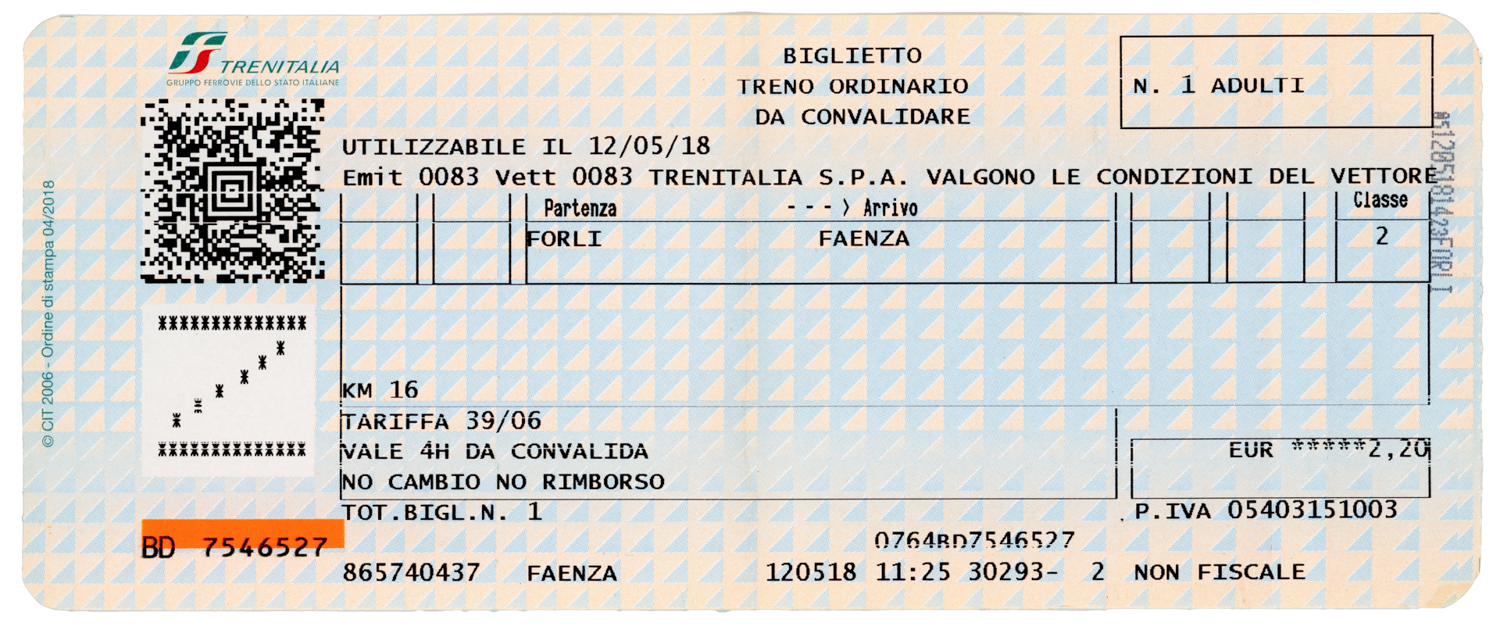 TRENITALIA
GRUPPO FERROVIE DELLO STATO ITALIANE
BIGLIETTO
TRENO ORDINARIO
DA CONVALIDARE
N. 1 ADULTI
UTILIZZABILE IL 12/05/18
Emit 0083 Vett 0083 TRENITALIA S.P.A. VALGONO LE CONDIZIONI DEL VETTORE
Partenza - - - > Arrivo Classe
FORLI FAENZA 2
KM 16
TARIFFA 39/06
VALE 4H DA CONVALIDA
EUR *****2,20
NO CAMBIO NO RIMBORSO
TOT.BIGL.N. 1
P.IVA 05403151003
BD 7546527
0764BD7546527
865740437 FAENZA 120518 11:25 30293- 2 NON FISCALE
© CIT 2006 - Ordine di stampa 04/2018